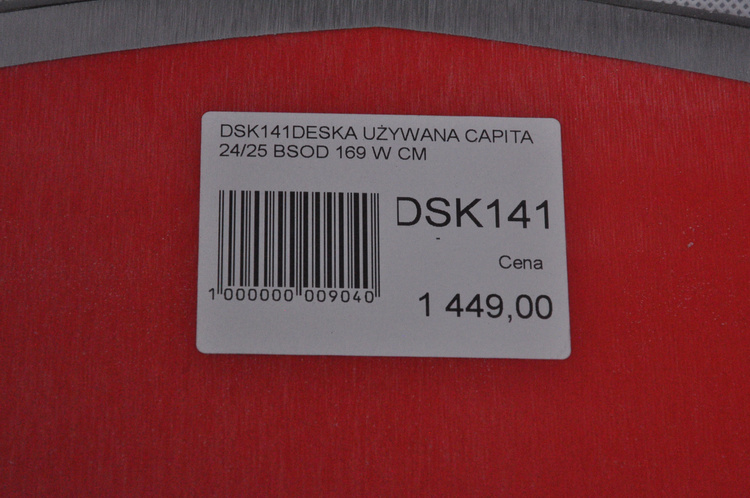 DSK141DESKA UŻYWANA CAPITA
24/25 BSOD 169 W CM
DSK141
Cena
1 000000 009040
1 449,00